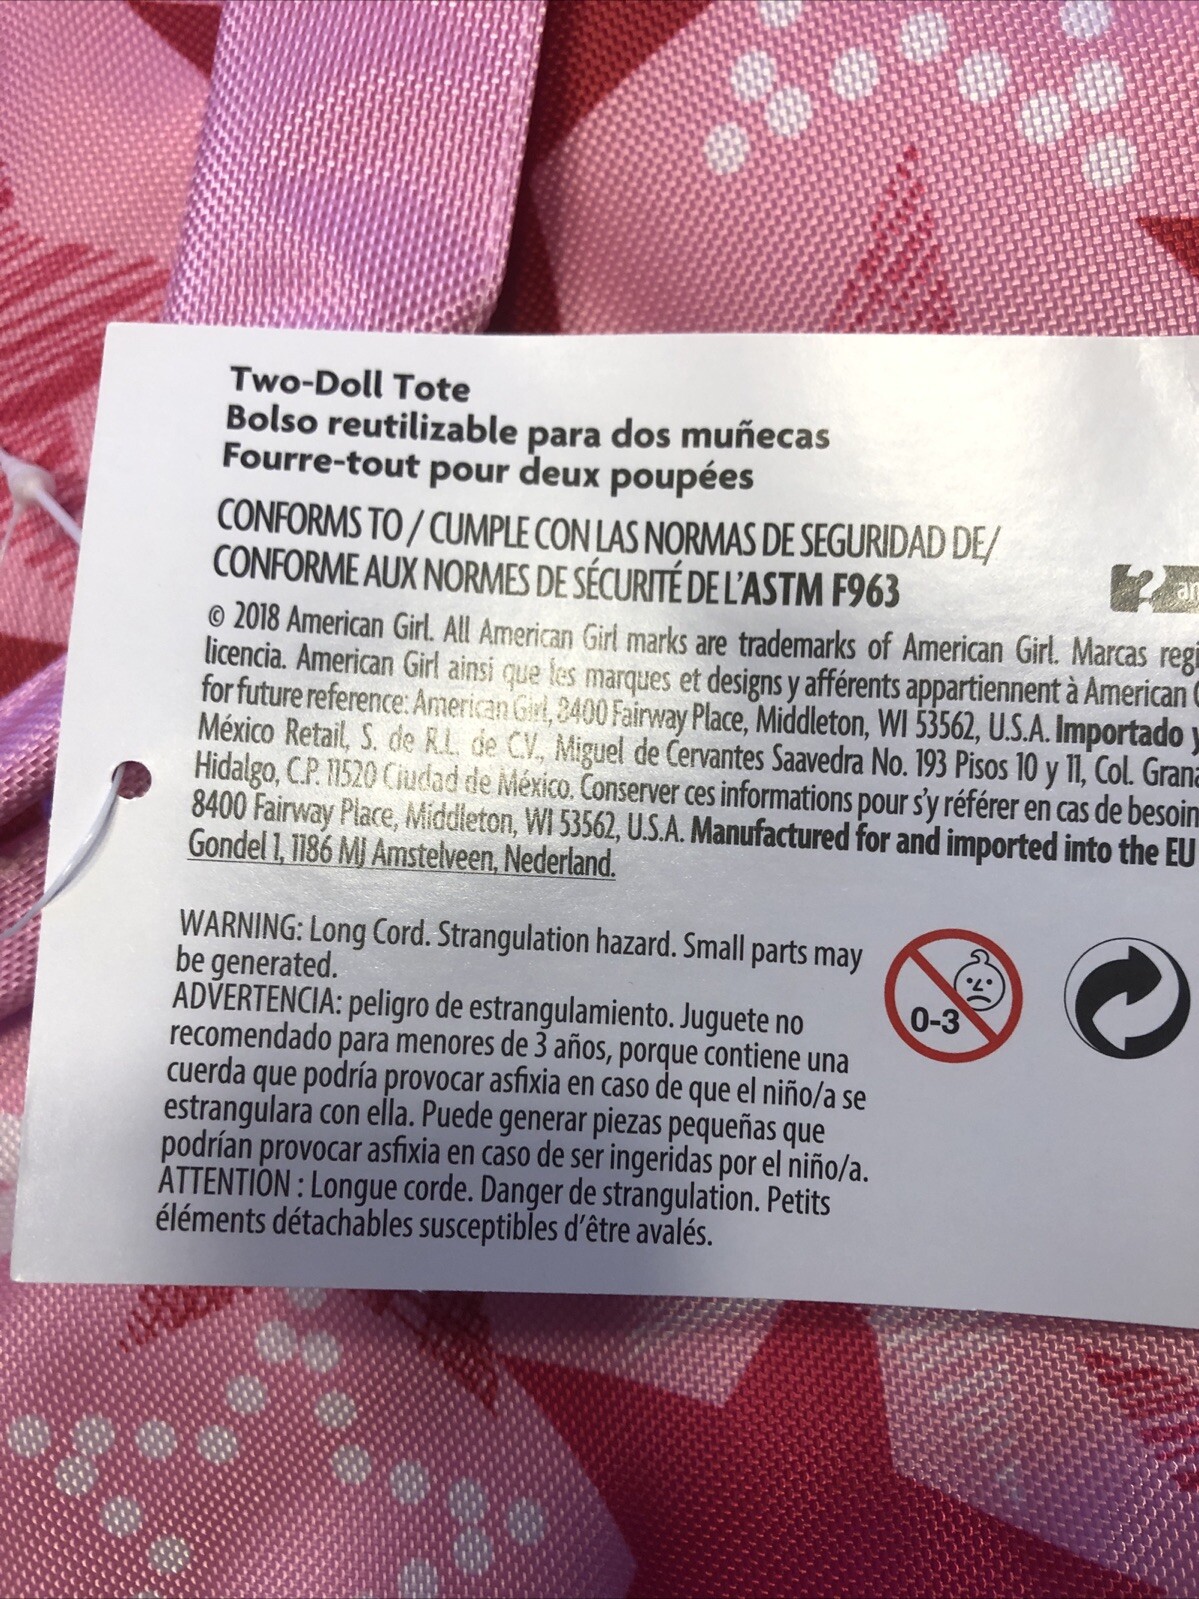 Two-Doll Tote
Bolso reutilizable para dos muñecas
Fourre-tout pour deux poupées
CONFORMS TO / CUMPLE CON LAS NORMAS DE SEGURIDAD DE/
CONFORME AUX NORMES DE SÉCURITÉ DE L'ASTM F963
?
© 2018 American Girl. All American Girl marks are trademarks of American Girl. Marcas
licencia. American Girl ainsi que les marques et designs y afférents appartiennent à American
for future reference: American Girl, 8400 Fairway Place, Middleton, WI 53562, U.S.A. Importado y
México Retail, S. de R.L. de C.V., Miguel de Cervantes Saavedra No. 193 Pisos 10 y 11, Col.
Hidalgo, C.P. 11520 Ciudad de México. Conserver ces informations pour s'y référer en cas de besoin
8400 Fairway Place, Middleton, WI 53562, U.S.A. Manufactured for and imported into the EU
Gondel 1, 1186 MJ Amstelveen, Nederland.
WARNING: Long Cord. Strangulation hazard. Small parts may
be generated.
ADVERTENCIA: peligro de estrangulamiento. Juguete no
recomendado para menores de 3 años, porque contiene una
cuerda que podría provocar asfixia en caso de que el niño/a se
estrangulara con ella. Puede generar piezas pequeñas que
podrían provocar asfixia en caso de ser ingeridas por el niño/a.
ATTENTION : Longue corde. Danger de strangulation. Petits
éléments détachables susceptibles d'être avalés.
0-3